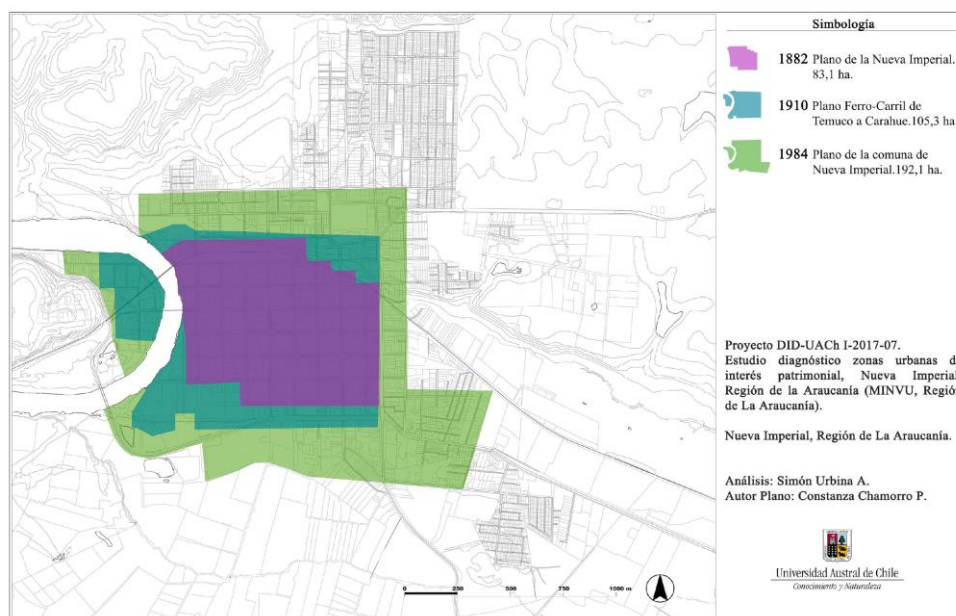 Simbología
1882 Plano de la Nueva Imperial.
83,1 ha.
1910 Plano Ferro-Carril de
Temuco a Carahue.105,3 ha
1984 Plano de la comuna de
Nueva Imperial.192,1 ha.
Proyecto DID-UACh I-2017-07.
Estudio diagnóstico zonas urbanas d
interés patrimonial, Nueva Imperial
Región de la Araucanía (MINVU, Región
de La Araucanía).
Nueva Imperial, Región de La Araucanía.
Análisis: Simón Urbina A.
Autor Plano: Constanza Chamorro P.
Universidad Austral de Chile
Conocimiento y Naturaleza
0 250 500 750 1000 m